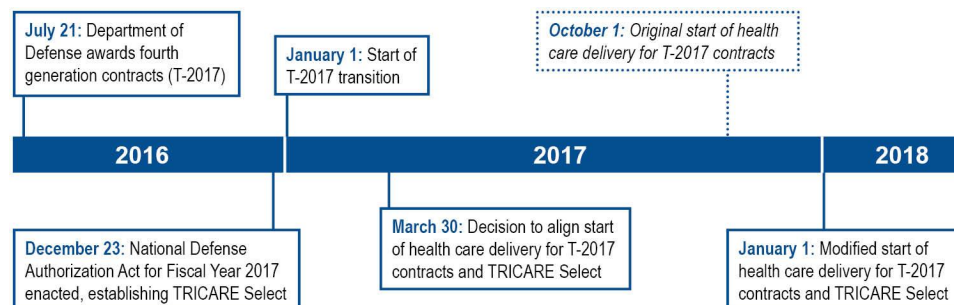 July 21: Department of
Defense awards fourth
generation contracts (T-2017)
January 1: Start of
T-2017 transition
October 1: Original start of health
care delivery for T-2017 contracts
2016
2017
2018
December 23: National Defense
Authorization Act for Fiscal Year 2017
enacted, establishing TRICARE Select
March 30: Decision to align start
of health care delivery for T-2017
contracts and TRICARE Select
January 1: Modified start of
health care delivery for T-2017
contracts and TRICARE Select